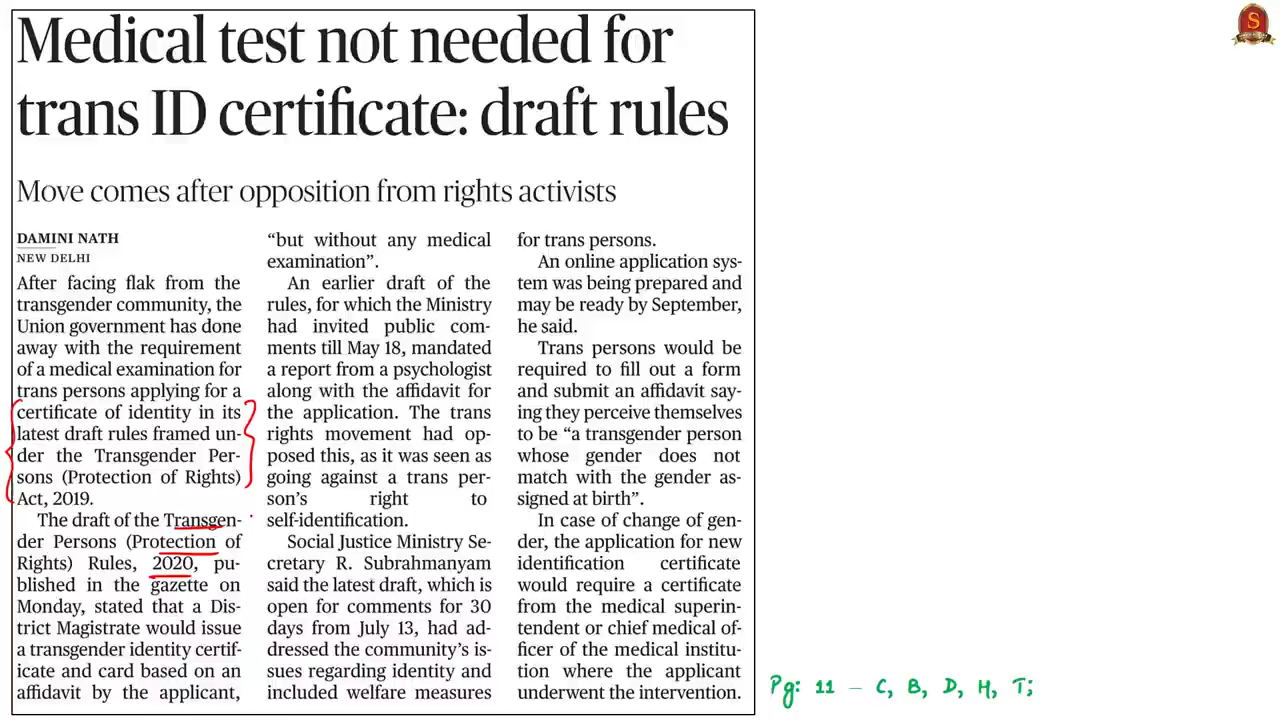 Medical test not needed for
trans ID certificate: draft rules
Move comes after opposition from rights activists
DAMINI NATH
NEW DELHI
After facing flak from the
transgender community, the
Union government has done
away with the requirement
of a medical examination for
trans persons applying for a
certificate of identity in its
latest draft rules framed un-
der the Transgender Per-
sons (Protection of Rights)
Act, 2019.
The draft of the Transgen-
der Persons (Protection of
Rights) Rules, 2020, pu-
blished in the gazette on
Monday, stated that a Dis-
trict Magistrate would issue
a transgender identity certif-
icate and card based on an
affidavit by the applicant,
“but without any medical
examination”.
An earlier draft of the
rules, for which the Ministry
had invited public com-
ments till May 18, mandated
a report from a psychologist
along with the affidavit for
the application. The trans
rights movement had op-
posed this, as it was seen as
going against a trans per-
son’s right to
self-identification.
Social Justice Ministry Se-
cretary R. Subrahmanyam
said the latest draft, which is
open for comments for 30
days from July 13, had ad-
dressed the community’s is-
sues regarding identity and
included welfare measures
for trans persons.
An online application sys-
tem was being prepared and
may be ready by September,
he said.
Trans persons would be
required to fill out a form
and submit an affidavit say-
ing they perceive themselves
to be “a transgender person
whose gender does not
match with the gender as-
signed at birth”.
In case of change of gen-
der, the application for new
identification certificate
would require a certificate
from the medical superin-
tendent or chief medical of-
ficer of the medical institu-
tion where the applicant
underwent the intervention.
Pg: 11 – C, B, D, H, T;
S